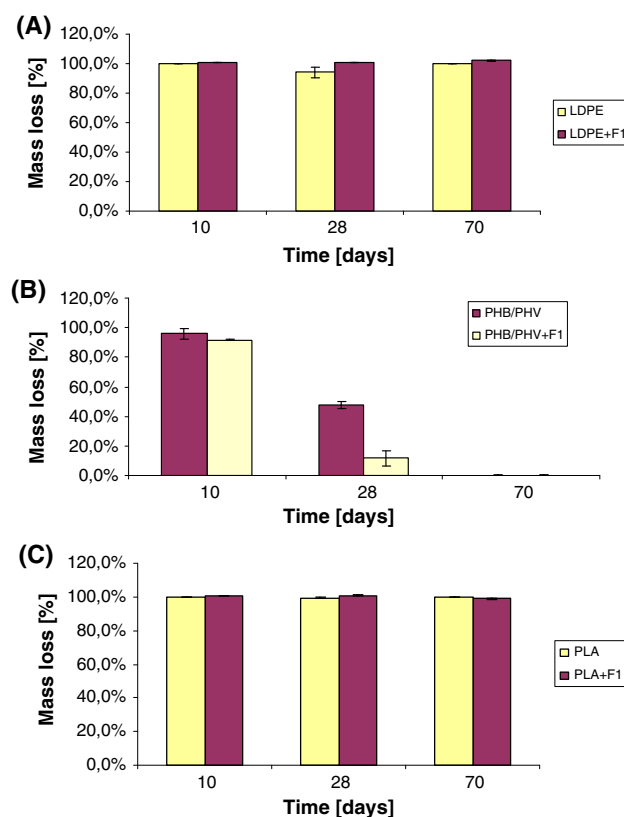 (A)
Mass loss [%]
120,0%
100,0%
80,0%
60,0%
40,0%
20,0%
0,0%
10 28 70
Time [days]
LDPE
LDPE+F1
(B)
Mass loss [%]
120,0%
100,0%
80,0%
60,0%
40,0%
20,0%
0,0%
10 28 70
Time [days]
PHB/PHV
PHB/PHV+F1
(C)
Mass loss [%]
120,0%
100,0%
80,0%
60,0%
40,0%
20,0%
0,0%
10 28 70
Time [days]
PLA
PLA+F1